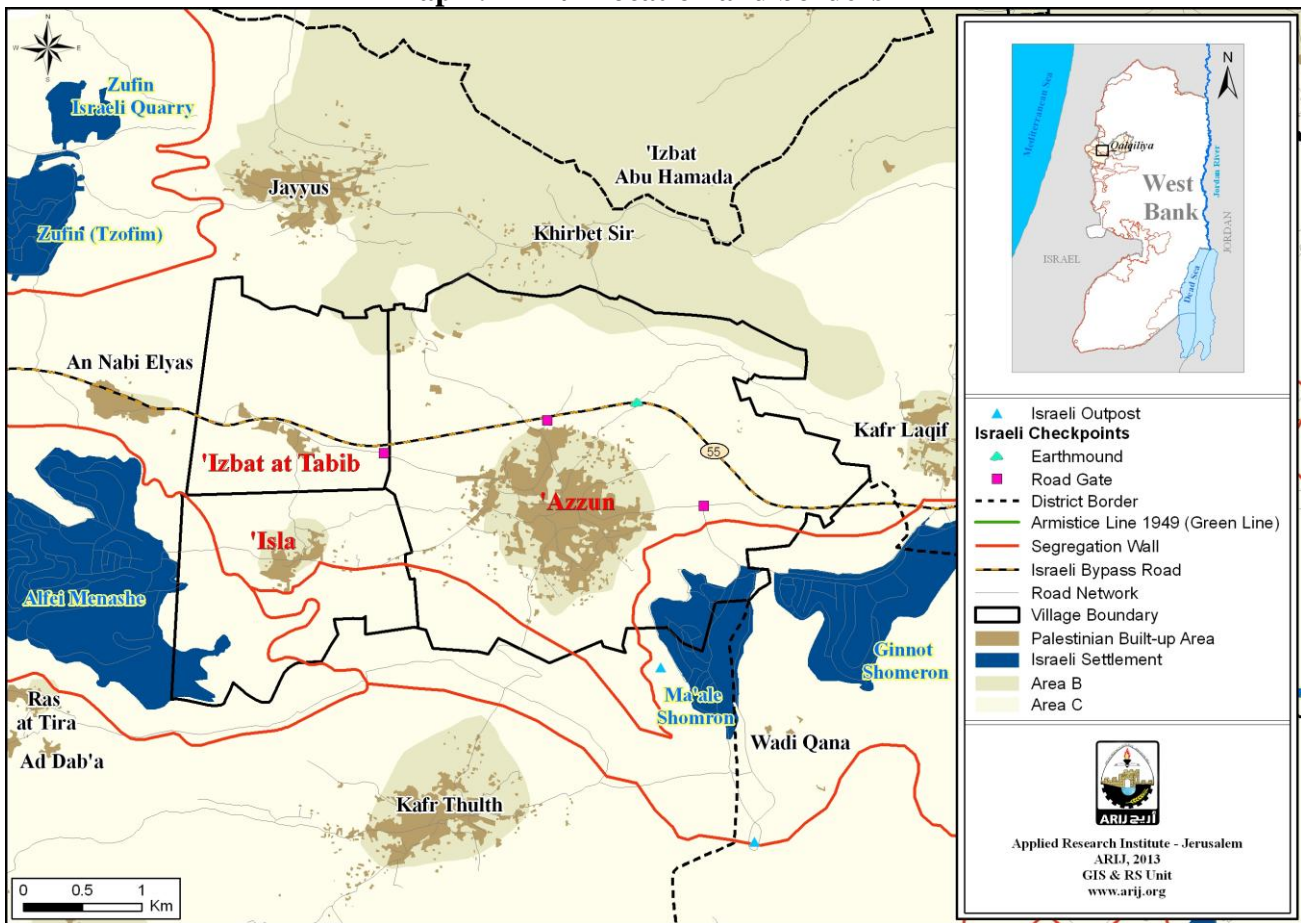 Zufin
Israeli Quarry
Zufin (Tzofim)
Jayyus
'Izbat
Abu Hamada
Khirbet Sir
An Nabi Elyas
'Izbat at Tabib
'Isla
'Azzun
55
Kafr Laqif
Alfei Menashe
Ginnot
Shomeron
Ma'ale
Shomron
Wadi Qana
Ras
at Tira
Ad Dab'a
Kafr Thulth
0 0.5 1
Km
N
W E
S
N
Mediterranean Sea
Qalqiliya
West
Bank
Jordan River
JORDAN
ISRAEL
Dead Sea
Israeli Outpost
Israeli Checkpoints
Earthmound
Road Gate
District Border
Armistice Line 1949 (Green Line)
Segregation Wall
Israeli Bypass Road
Road Network
Village Boundary
Palestinian Built-up Area
Israeli Settlement
Area B
Area C
ARIJ أريج
Applied Research Institute - Jerusalem
ARIJ, 2013
GIS & RS Unit
www.arij.org